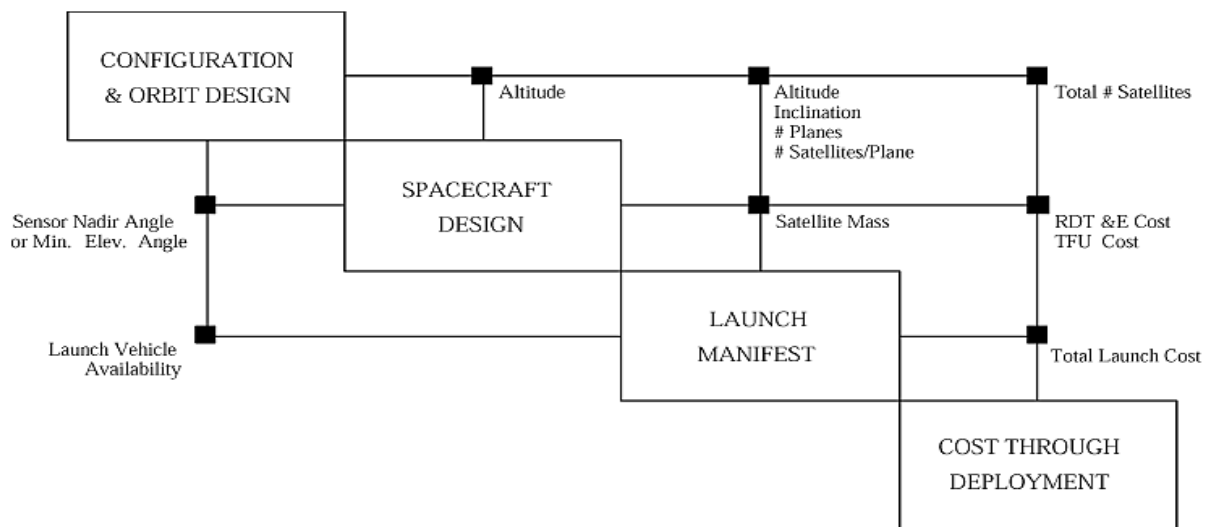 CONFIGURATION
& ORBIT DESIGN
Altitude
Altitude
Inclination
# Planes
# Satellites/Plane
Total # Satellites
Sensor Nadir Angle
or Min. Elev. Angle
SPACECRAFT
DESIGN
Satellite Mass
RDT &E Cost
TFU Cost
Launch Vehicle
Availability
LAUNCH
MANIFEST
Total Launch Cost
COST THROUGH
DEPLOYMENT